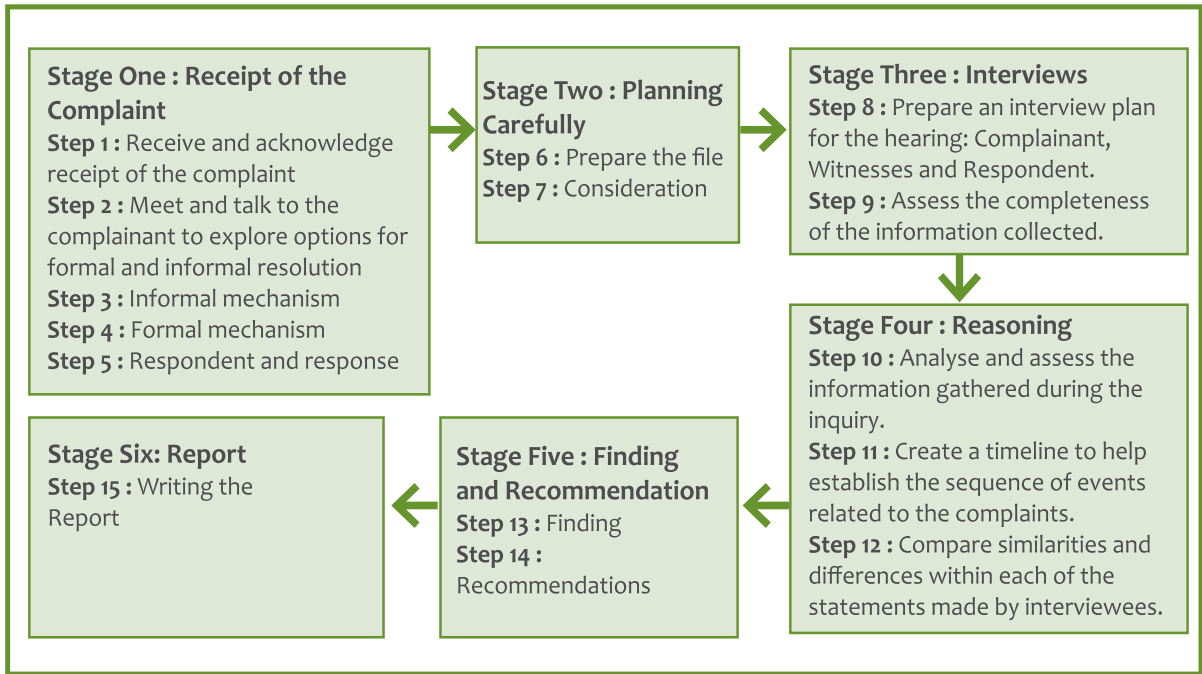 Stage One : Receipt of the
Complaint
Step 1 : Receive and acknowledge
receipt of the complaint
Step 2 : Meet and talk to the
complainant to explore options for
formal and informal resolution
Step 3 : Informal mechanism
Step 4 : Formal mechanism
Step 5 : Respondent and response
Stage Two : Planning
Carefully
Step 6 : Prepare the file
Step 7 : Consideration
Stage Three : Interviews
Step 8 : Prepare an interview plan
for the hearing: Complainant,
Witnesses and Respondent.
Step 9 : Assess the completeness
of the information collected.
Stage Four : Reasoning
Step 10 : Analyse and assess the
information gathered during the
inquiry.
Step 11 : Create a timeline to help
establish the sequence of events
related to the complaints.
Step 12 : Compare similarities and
differences within each of the
statements made by interviewees.
Stage Five : Finding
and Recommendation
Step 13 : Finding
Step 14 :
Recommendations
Stage Six: Report
Step 15 : Writing the
Report